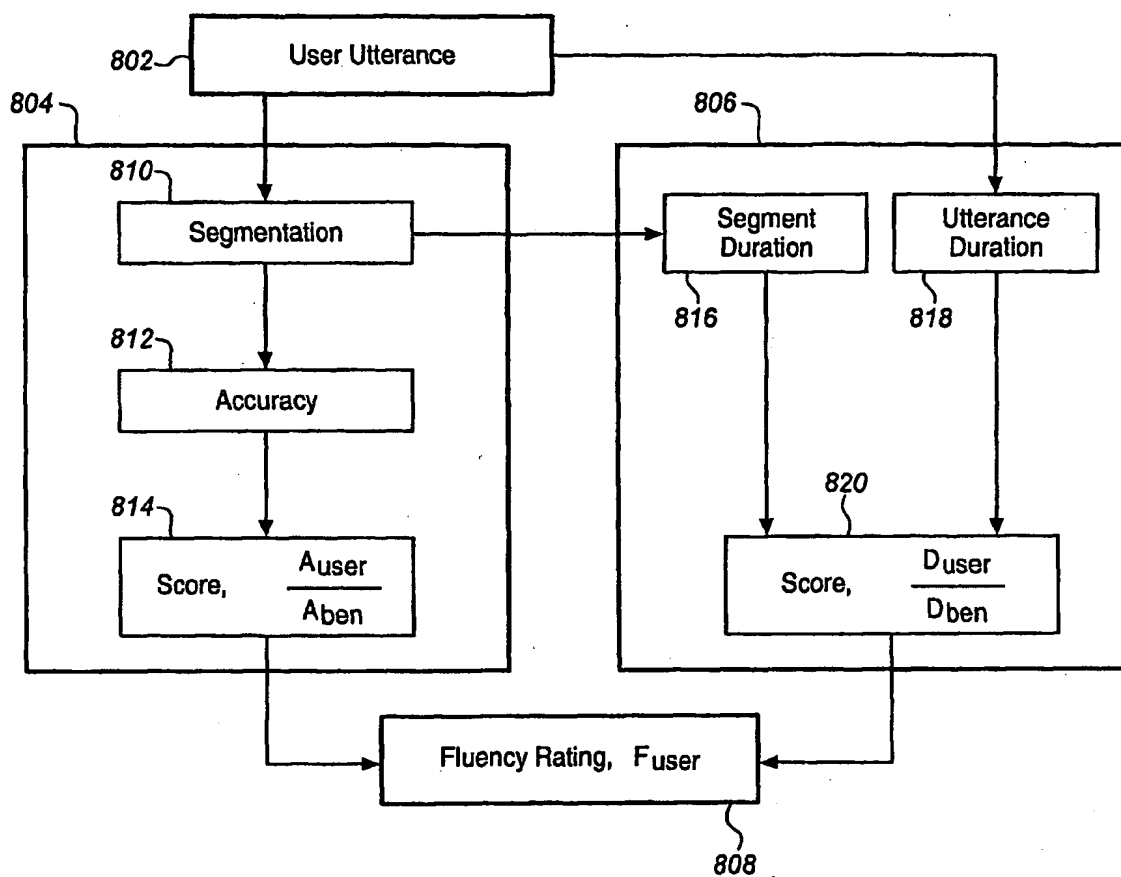 802
User Utterance
804
806
810
Segmentation
Segment
Duration
816
Utterance
Duration
818
812
Accuracy
814
Score, Auser
Aben
820
Score, Duser
Dben
Fluency Rating, Fuser
808